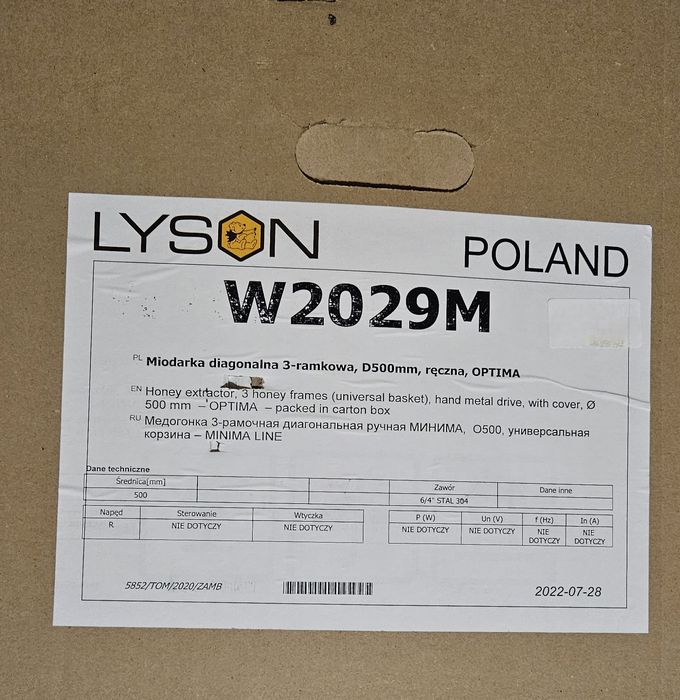 LYSON
POLAND
W2029M
PL Miodarka diagonalna 3-ramkowa, D500mm, ręczna, OPTIMA
EN Honey extractor, 3 honey frames (universal basket), hand metal drive, with cover, Ø
500 mm – OPTIMA – packed in carton box
RU Медогонка 3-рамочная диагональная ручная МИНИМА, O500, универсальная
корзина – MINIMA LINE
Dane techniczne
Średnica[mm] Zawór Dane inne
500 6/4" STAL 304
Napęd Sterowanie Wtyczka P (W) Un (V) f (Hz) In (A)
R NIE DOTYCZY NIE DOTYCZY NIE DOTYCZY NIE DOTYCZY NIE DOTYCZY NIE DOTYCZY
5852/TOM/2020/ZAMB
2022-07-28